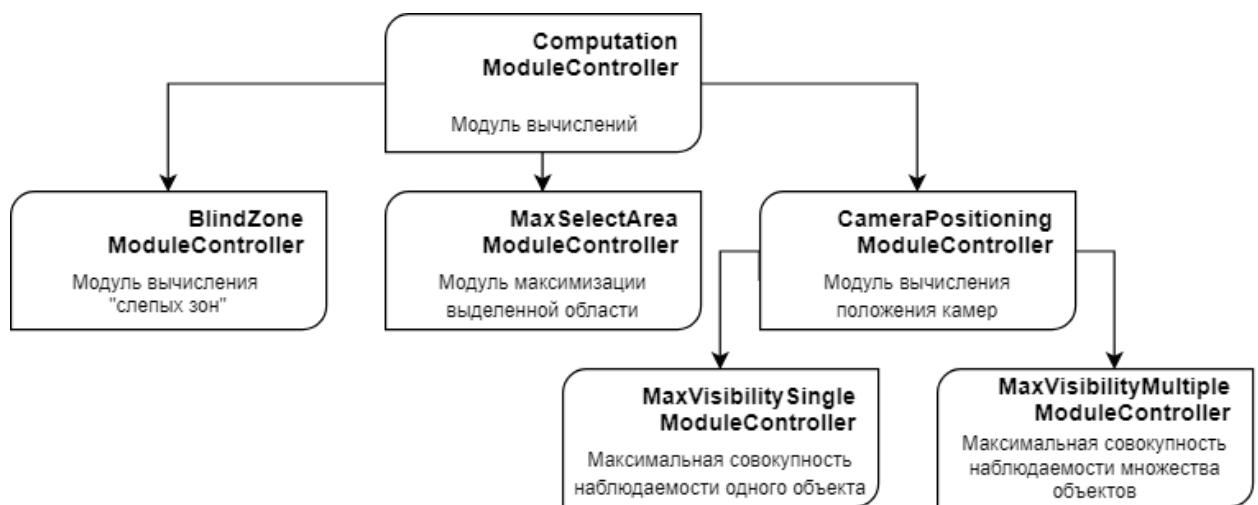 Computation
ModuleController
Модуль вычислений
BlindZone
ModuleController
Модуль вычисления
"слепых зон"
MaxSelectArea
ModuleController
Модуль максимизации
выделенной области
CameraPositioning
ModuleController
Модуль вычисления
положения камер
MaxVisibilitySingle
ModuleController
Максимальная совокупность
наблюдаемости одного объекта
MaxVisibilityMultiple
ModuleController
Максимальная совокупность
наблюдаемости множества
объектов